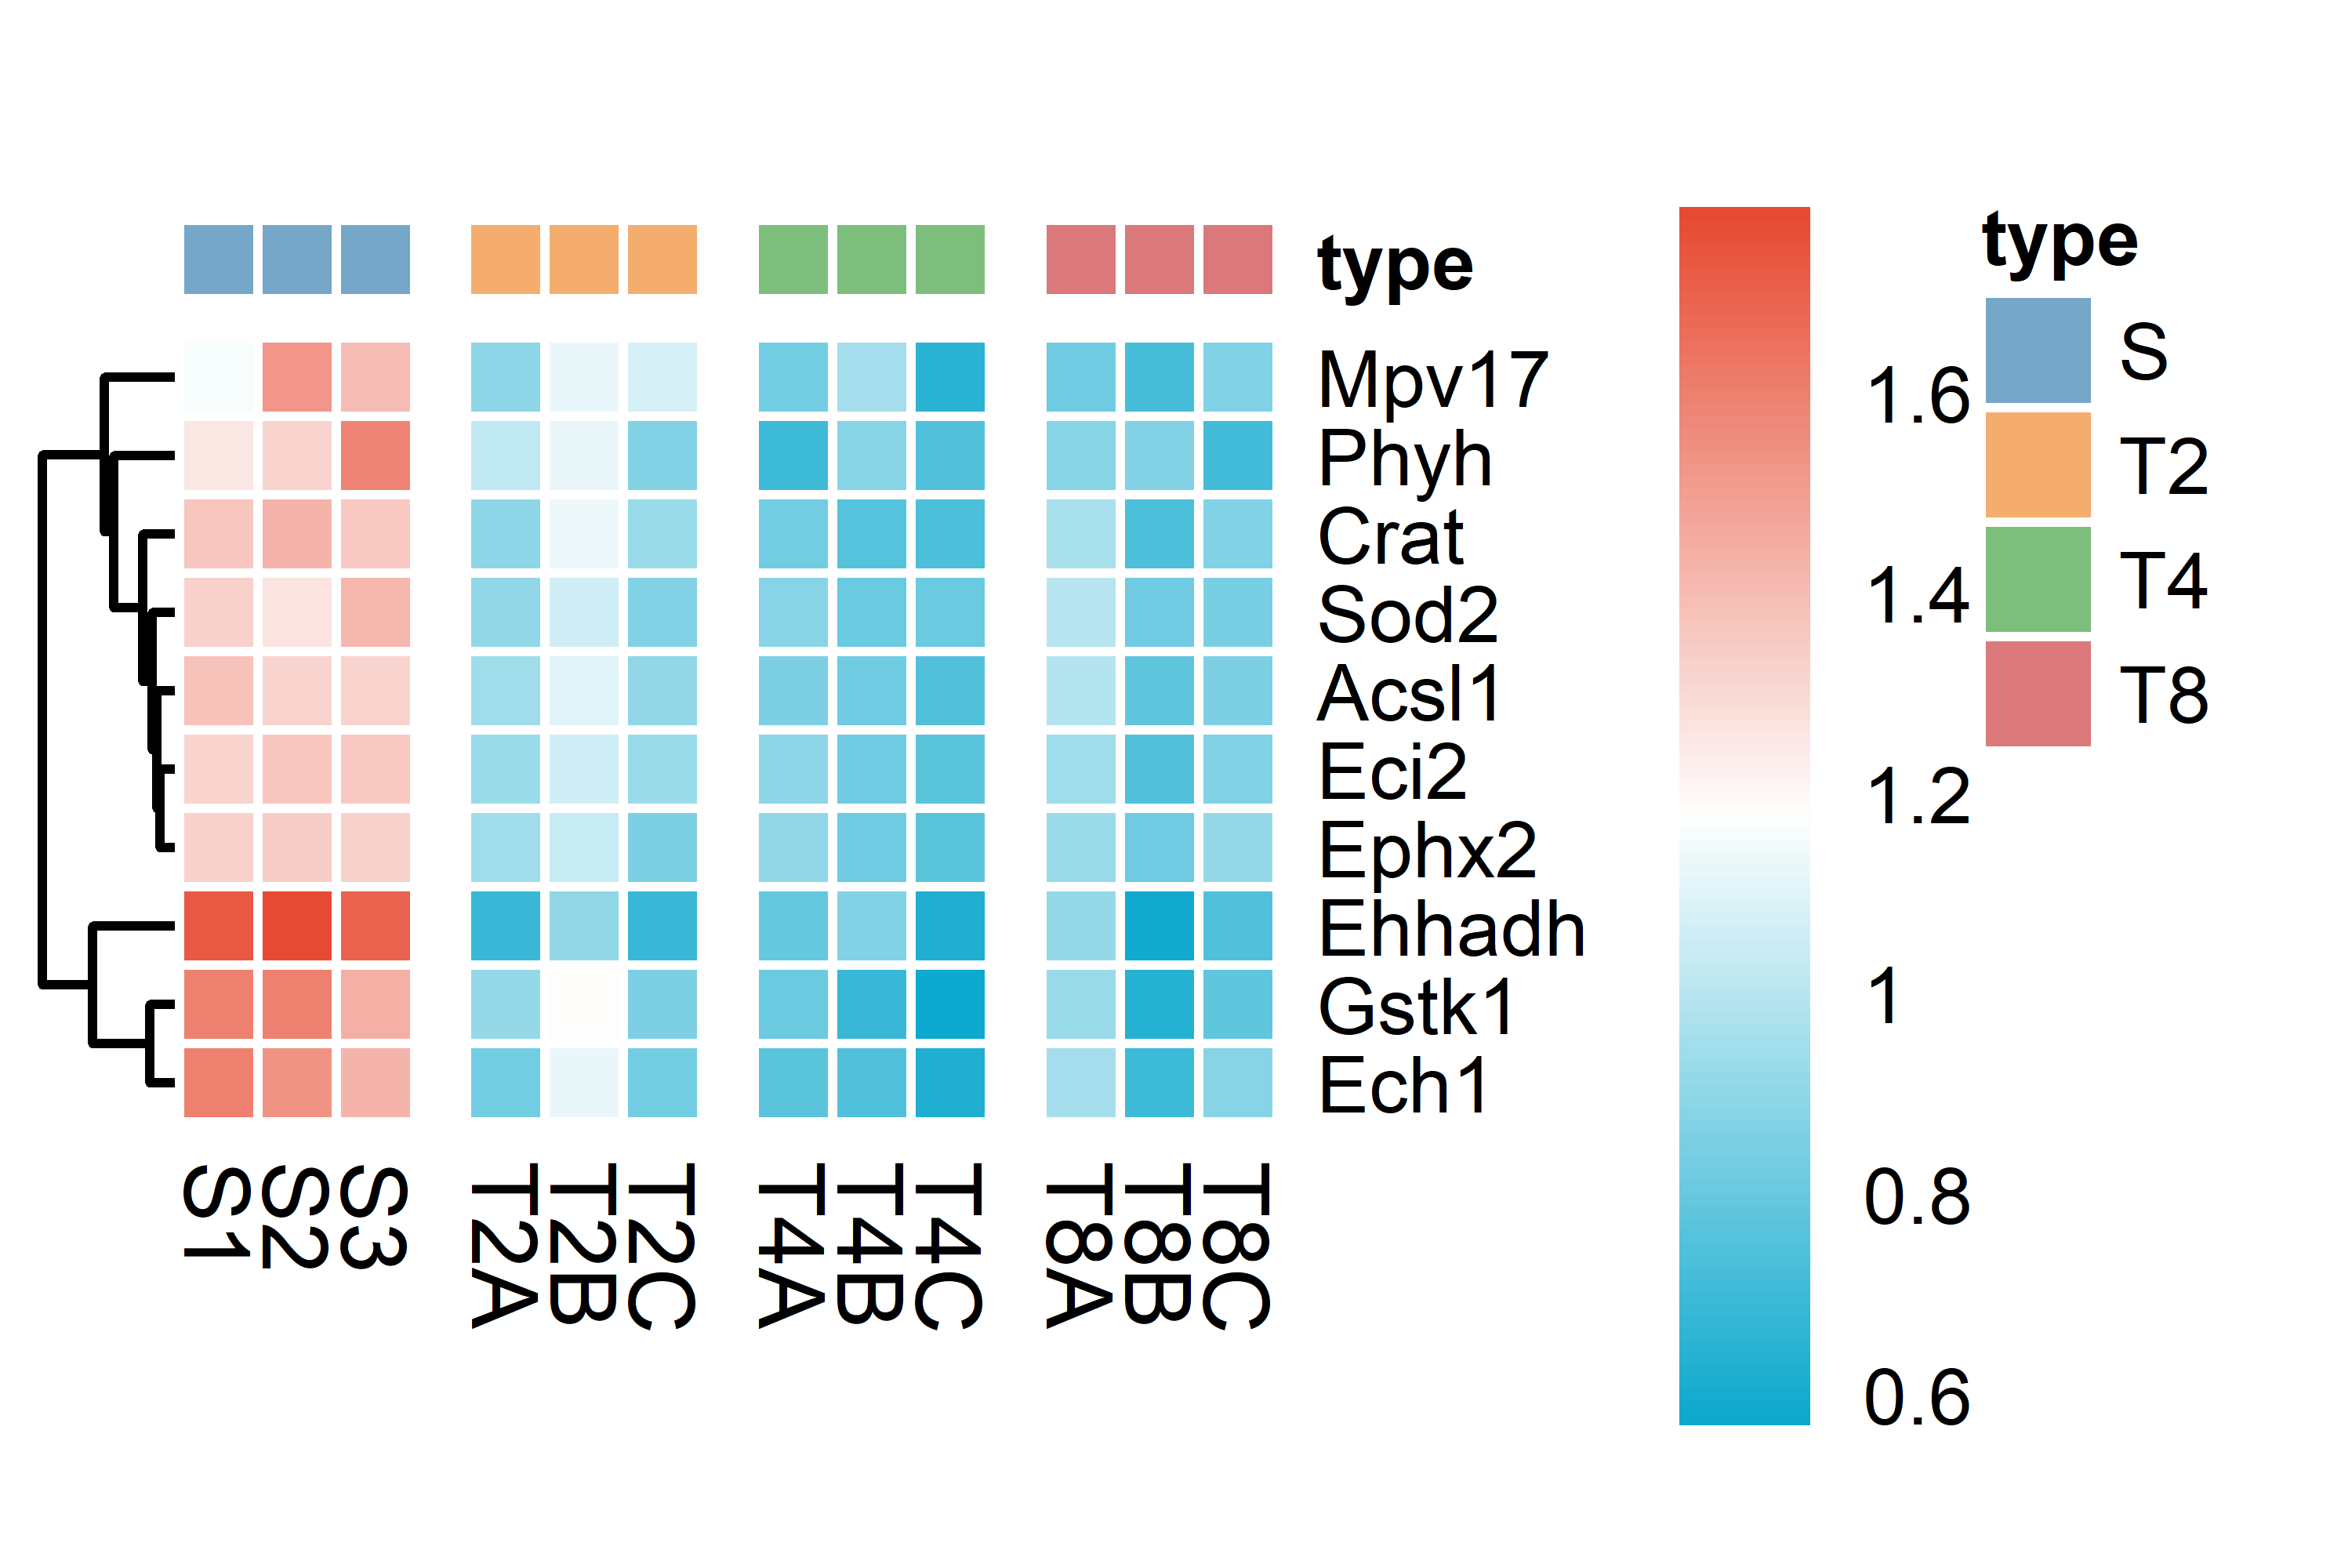 type
Mpv17
Phyh
Crat
Sod2
Acsl1
Eci2
Ephx2
Ehhadh
Gstk1
Ech1
S1
S2
S3
T2A
T2B
T2C
T4A
T4B
T4C
T8A
T8B
T8C
1.6
1.4
1.2
1
0.8
0.6
type
S
T2
T4
T8